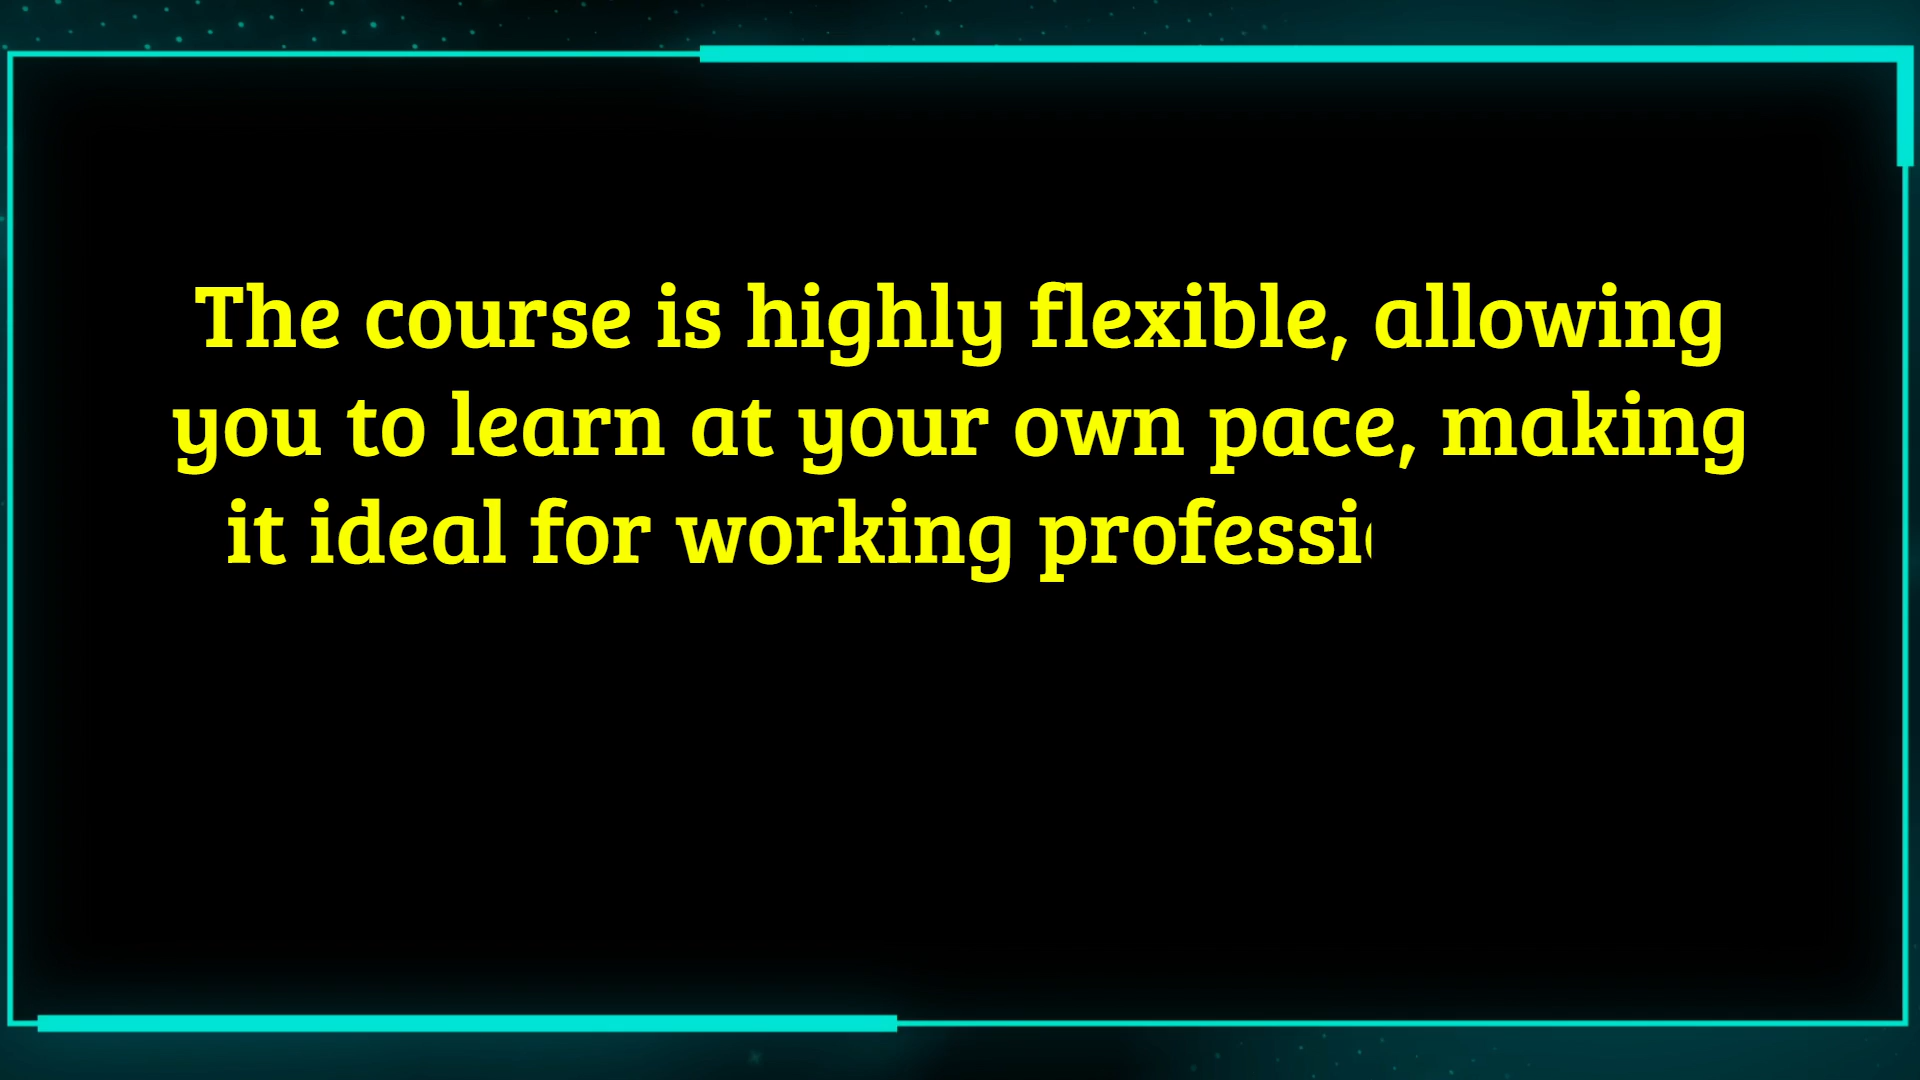 The course is highly flexible, allowing
you to learn at your own pace, making
it ideal for working professi